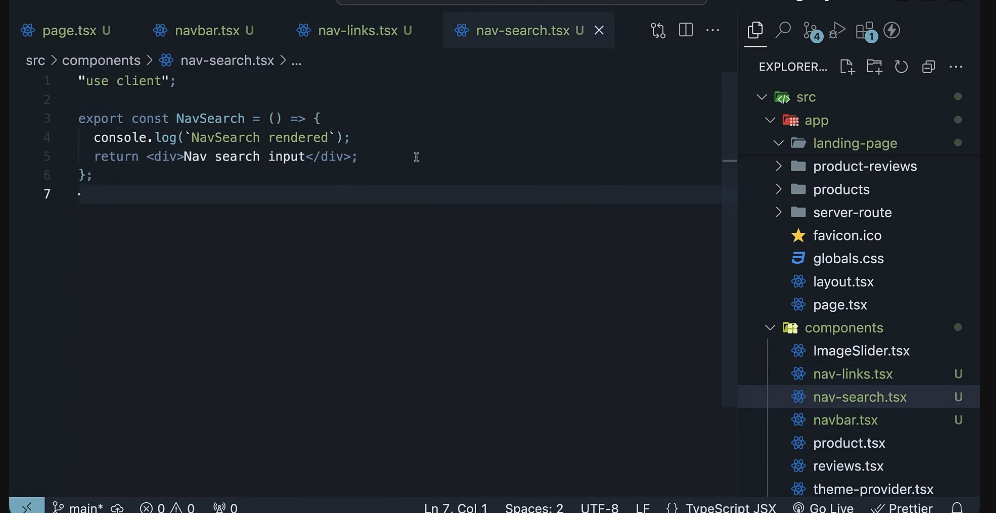 page.tsx U
navbar.tsx U
nav-links.tsx U
nav-search.tsx U
src > components > nav-search.tsx > ...
1 "use client";
2
3 export const NavSearch = () => {
4 console.log(`NavSearch rendered`);
5 return <div>Nav search input</div>;
6 };
7
4
1
EXPLORER...
src
app
landing-page
product-reviews
products
server-route
favicon.ico
globals.css
layout.tsx
page.tsx
components
ImageSlider.tsx
nav-links.tsx U
nav-search.tsx U
navbar.tsx U
product.tsx
reviews.tsx
theme-provider.tsx
main* 0 0 0 Ln 7, Col 1 Spaces: 2 UTF-8 LF {} TypeScript JSX Go Live Prettier